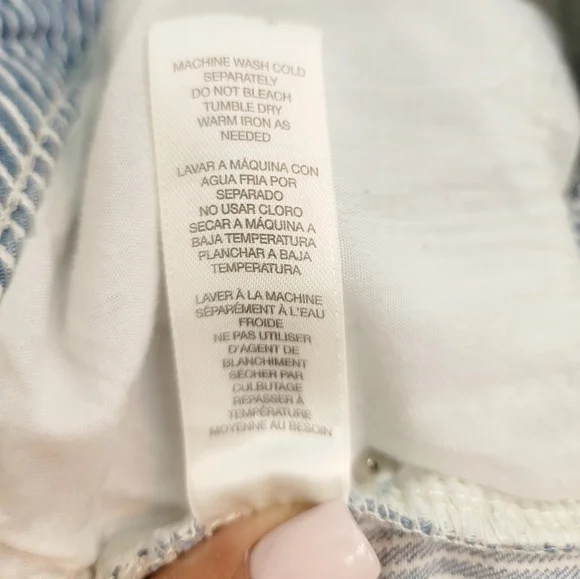 MACHINE WASH COLD
SEPARATELY
DO NOT BLEACH
TUMBLE DRY
WARM IRON AS
NEEDED
LAVAR A MÁQUINA CON
AGUA FRIA POR
SEPARADO
NO USAR CLORO
SECAR A MÁQUINA A
BAJA TEMPERATURA
PLANCHAR A BAJA
TEMPERATURA
LAVER À LA MACHINE
SÉPARÉMENT À L'EAU
FROIDE
NE PAS UTILISER
D'AGENT DE
BLANCHIMENT
SÉCHER PAR
CULBUTAGE
REPASSER À
TEMPÉRATURE
MOYENNE AU BESOIN